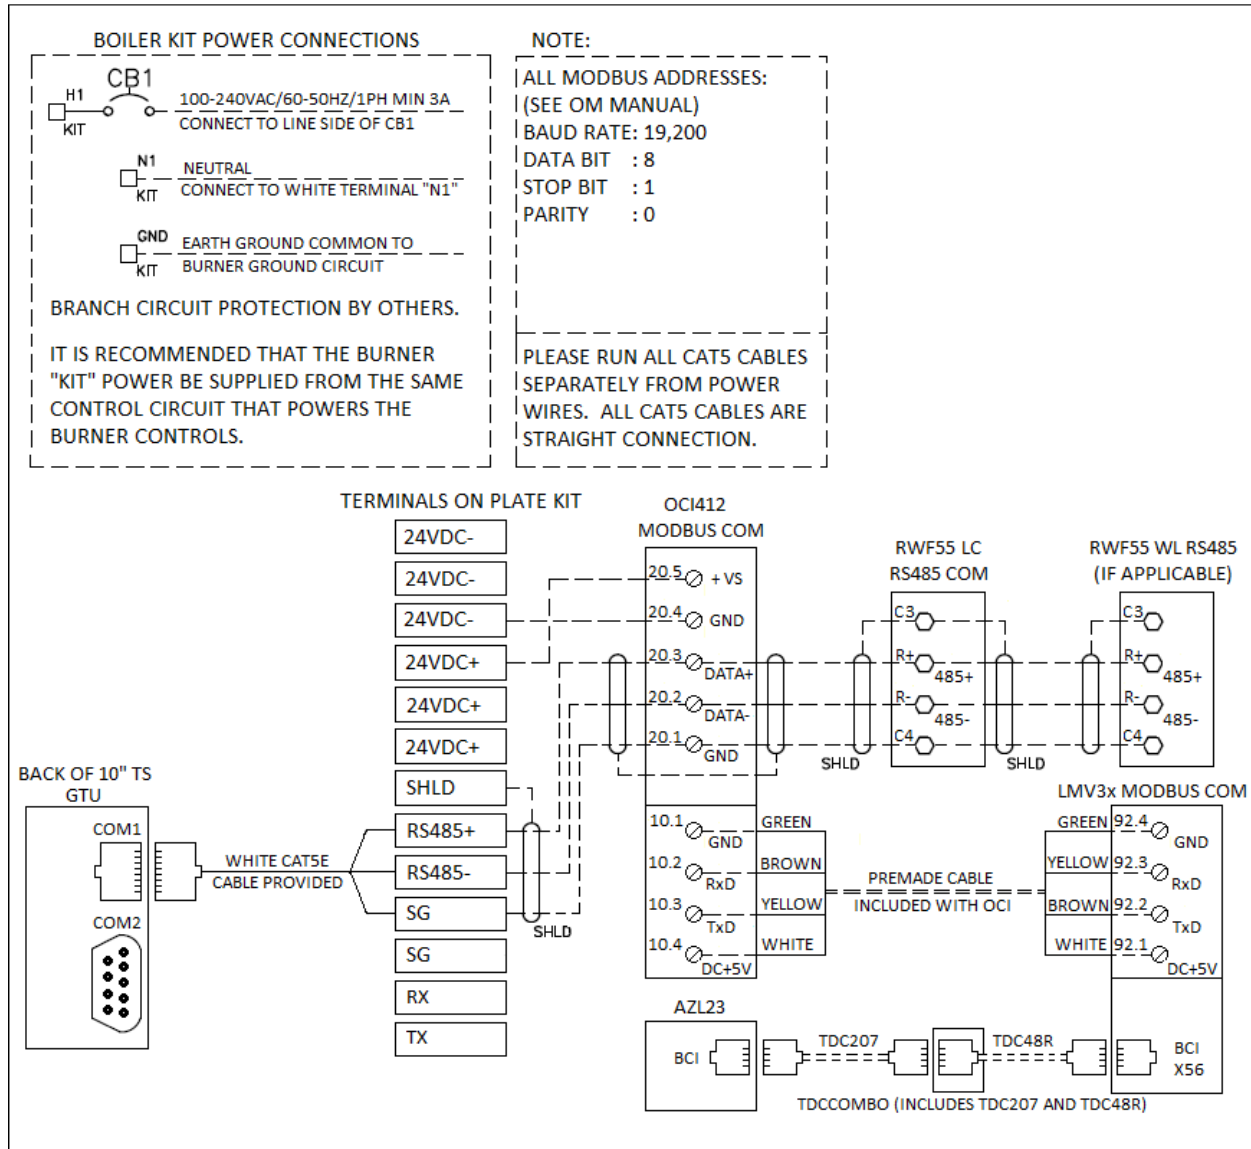 BOILER KIT POWER CONNECTIONS
CB1
H1
KIT
100-240VAC/60-50HZ/1PH MIN 3A
CONNECT TO LINE SIDE OF CB1
N1
KIT
NEUTRAL
CONNECT TO WHITE TERMINAL "N1"
GND
KIT
EARTH GROUND COMMON TO
BURNER GROUND CIRCUIT
BRANCH CIRCUIT PROTECTION BY OTHERS.
IT IS RECOMMENDED THAT THE BURNER
"KIT" POWER BE SUPPLIED FROM THE SAME
CONTROL CIRCUIT THAT POWERS THE
BURNER CONTROLS.
NOTE:
ALL MODBUS ADDRESSES:
(SEE OM MANUAL)
BAUD RATE: 19,200
DATA BIT : 8
STOP BIT : 1
PARITY : 0
PLEASE RUN ALL CAT5 CABLES
SEPARATELY FROM POWER
WIRES. ALL CAT5 CABLES ARE
STRAIGHT CONNECTION.
TERMINALS ON PLATE KIT
24VDC-
24VDC-
24VDC-
24VDC+
24VDC+
24VDC+
SHLD
RS485+
RS485-
SG
SG
RX
TX
SHLD
BACK OF 10" TS
GTU
COM1
COM2
WHITE CAT5E
CABLE PROVIDED
OCI412
MODBUS COM
20.5
+ VS
20.4
GND
20.3
DATA+
20.2
DATA-
20.1
GND
10.1
GND
GREEN
10.2
RxD
BROWN
10.3
TxD
YELLOW
10.4
DC+5V
WHITE
PREMADE CABLE
INCLUDED WITH OCI
RWF55 LC
RS485 COM
C3
R+
485+
R-
485-
C4
SHLD
SHLD
RWF55 WL RS485
(IF APPLICABLE)
C3
R+
485+
R-
485-
C4
LMV3x MODBUS COM
GREEN
92.4
GND
YELLOW
92.3
RxD
BROWN
92.2
TxD
WHITE
92.1
DC+5V
AZL23
BCI
TDC207
TDC48R
BCI
X56
TDCCOMBO (INCLUDES TDC207 AND TDC48R)